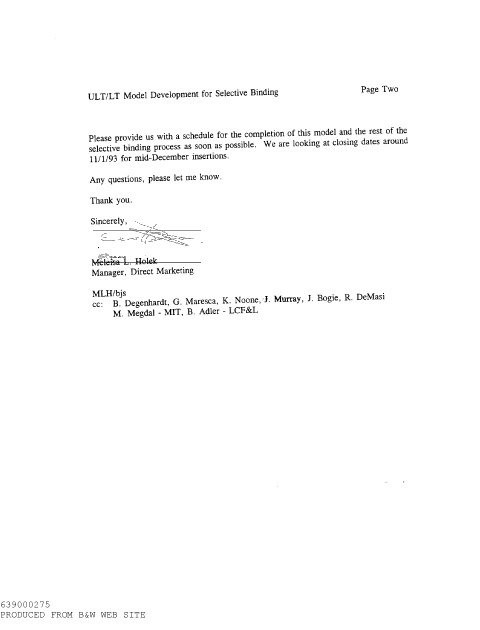 ULT/LT Model Development for Selective Binding Page Two
Please provide us with a schedule for the completion of this model and the rest of the
selective binding process as soon as possible. We are looking at closing dates around
11/1/93 for mid-December insertions.
Any questions, please let me know.
Thank you.
Sincerely,
L. Holek
Manager, Direct Marketing
MLH/bjs
cc: B. Degenhardt, G. Maresca, K. Noone, J. Murray, J. Bogie, R. DeMasi
M. Megdal - MIT, B. Adler - LCF&L
639000275
PRODUCED FROM B&W WEB SITE